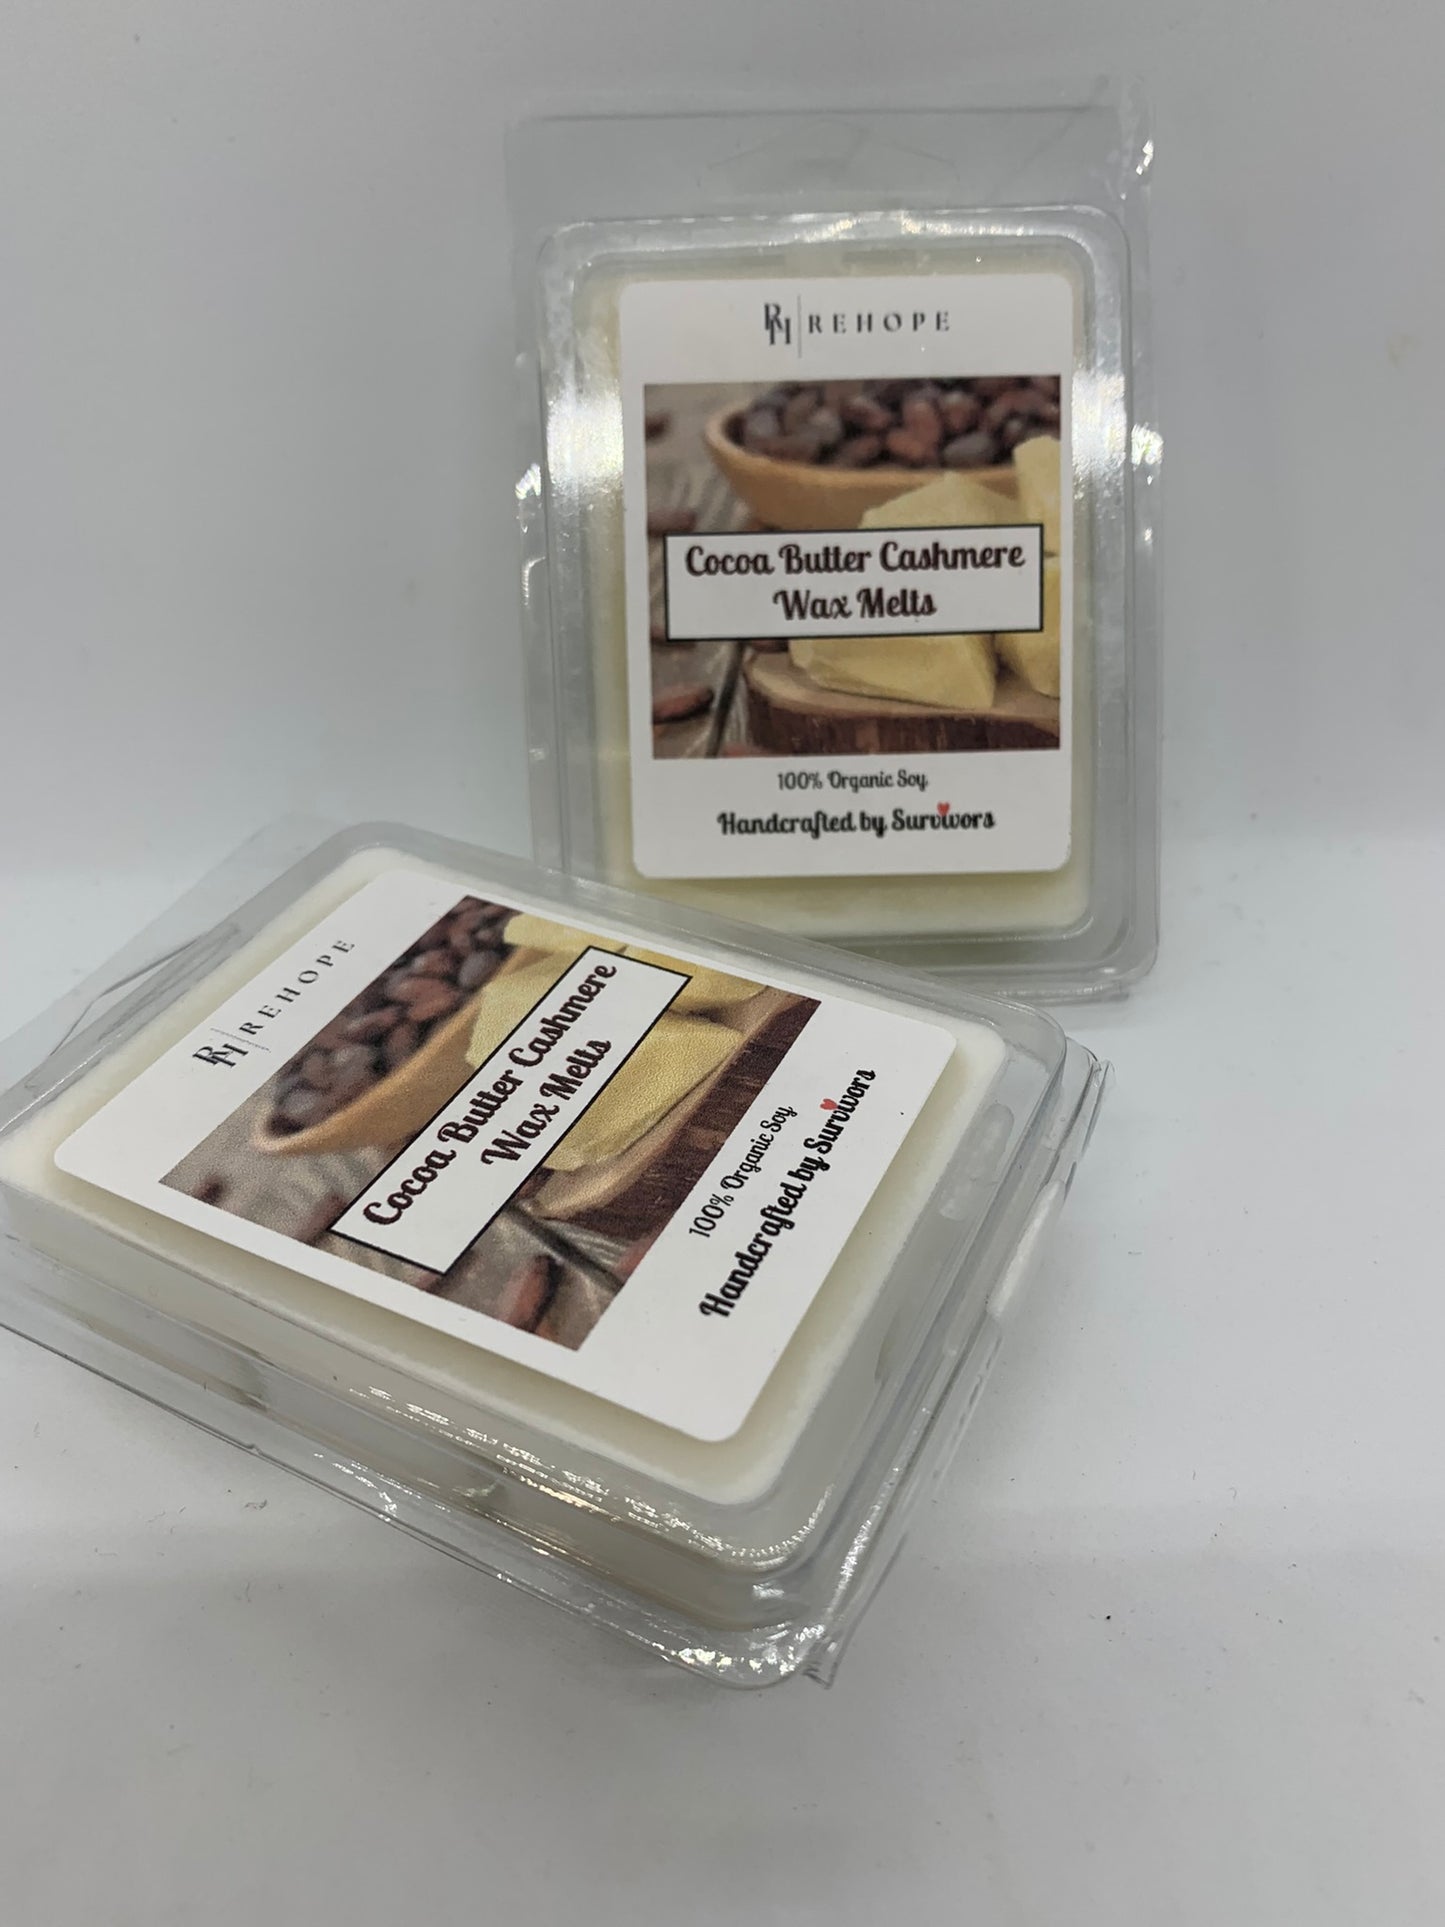 RH REHOPE
Cocoa Butter Cashmere
Wax Melts
100% Organic Soy
Handcrafted by Survivors
RH REHOPE
Cocoa Butter Cashmere
Wax Melts
100% Organic Soy
Handcrafted by Survivors